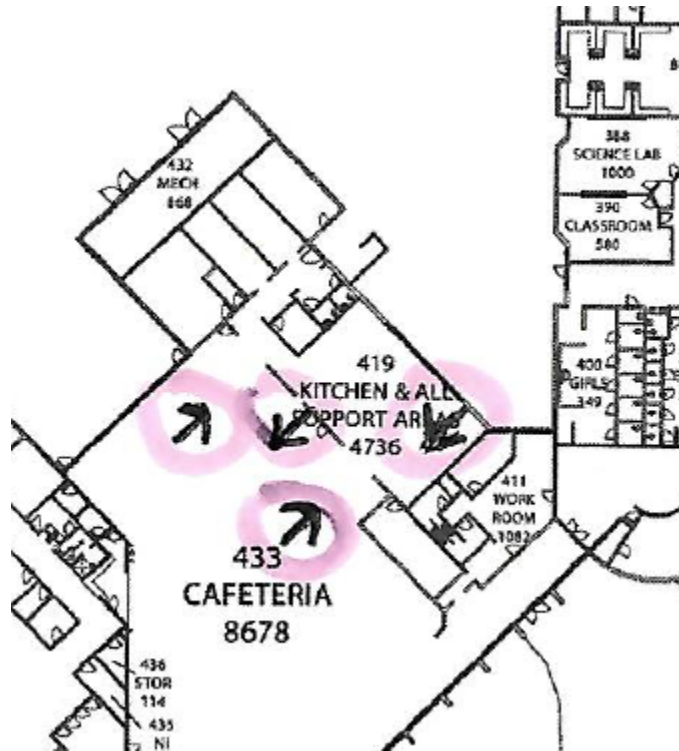 388
SCIENCE LAB
1000
390
CLASSROOM
580
432
MECH
868
419
KITCHEN & ALL
SUPPORT AREAS
4736
400
GIRLS
349
411
WORK
ROOM
1082
433
CAFETERIA
8678
436
STOR
114
435